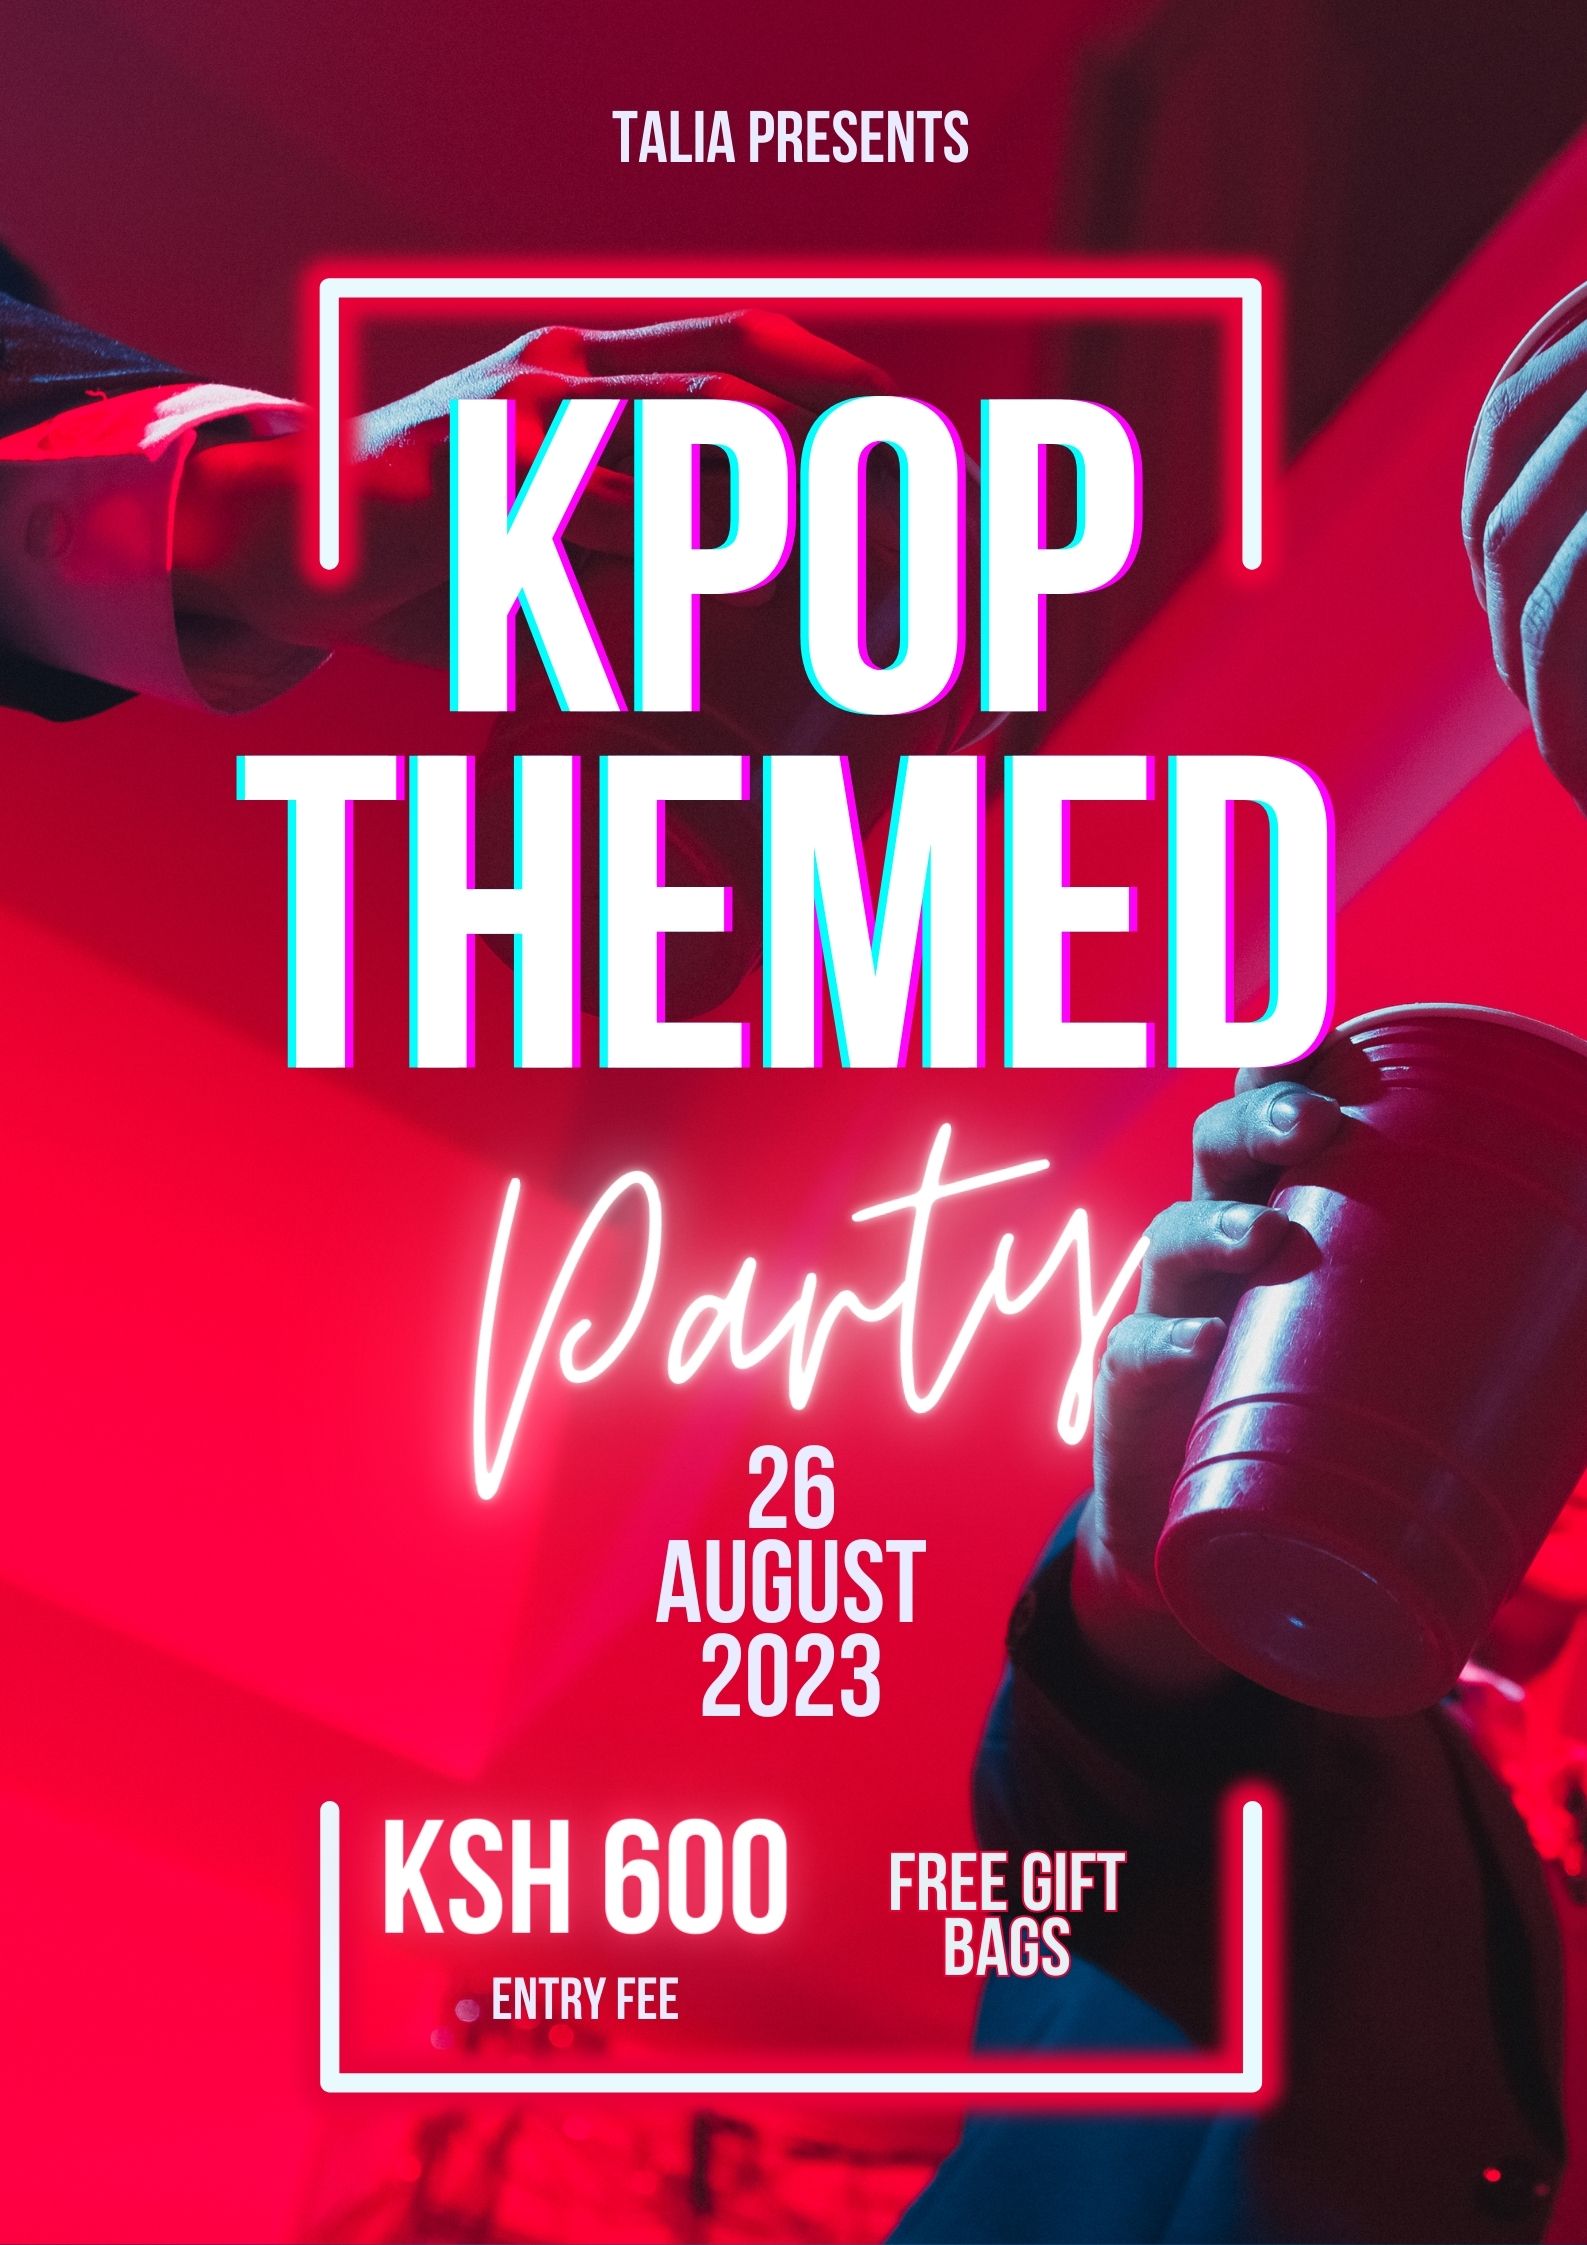 TALIA PRESENTS
KPOP
THEMED
Party
26
AUGUST
2023
KSH 600
ENTRY FEE
FREE GIFT
BAGS